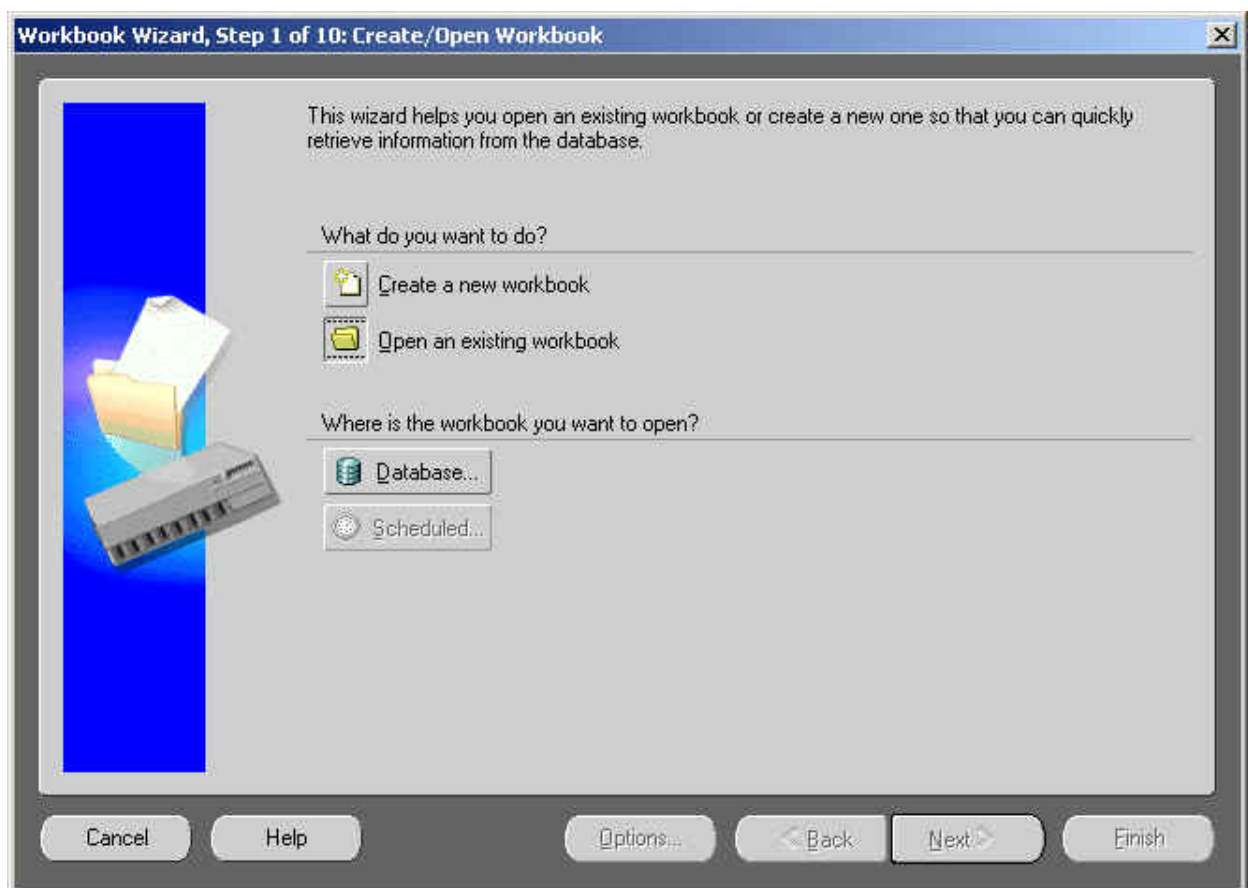 Workbook Wizard, Step 1 of 10: Create/Open Workbook
This wizard helps you open an existing workbook or create a new one so that you can quickly
retrieve information from the database.
What do you want to do?
Create a new workbook
Open an existing workbook
Where is the workbook you want to open?
Database...
Scheduled...
Cancel
Help
Options...
< Back
Next >
Finish